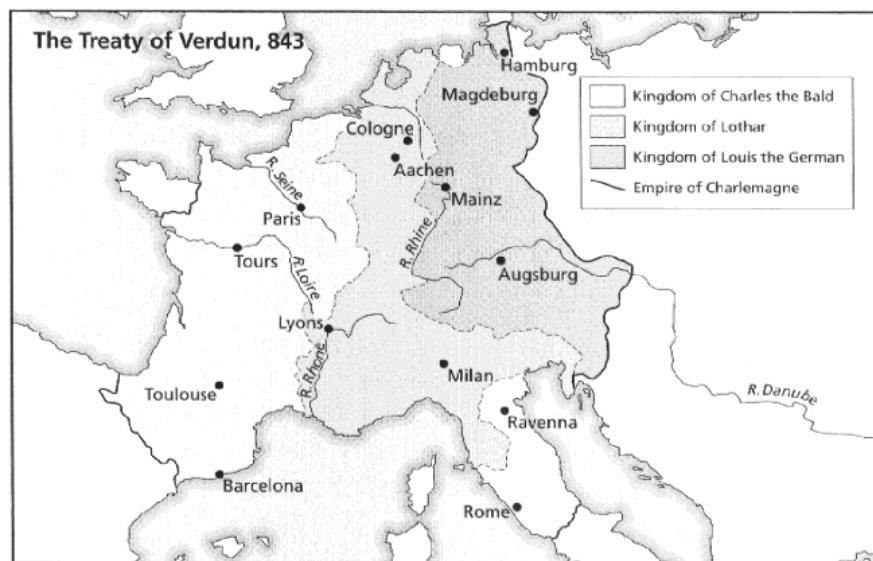 The Treaty of Verdun, 843
Hamburg
Magdeburg
Kingdom of Charles the Bald
Kingdom of Lothar
Kingdom of Louis the German
Empire of Charlemagne
Cologne
Aachen
R. Seine
Mainz
Paris
R. Rhine
Tours
R. Loire
Augsburg
Lyons
R. Rhone
Milan
Toulouse
R. Danube
Ravenna
Barcelona
Rome